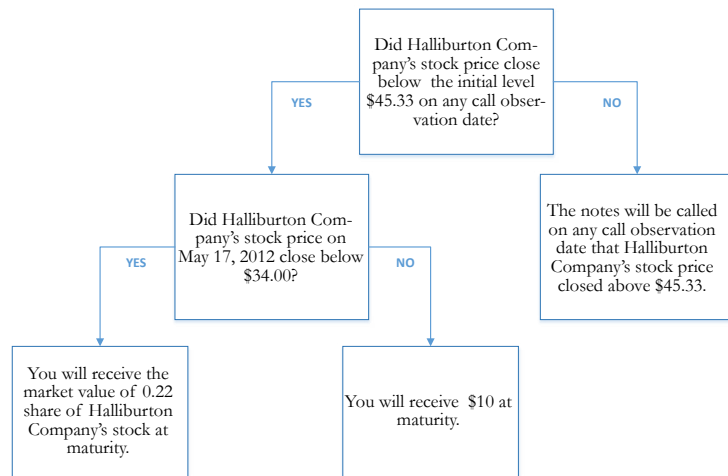 Did Halliburton Com-
pany's stock price close
below the initial level
$45.33 on any call obser-
vation date?
YES
NO
Did Halliburton Com-
pany's stock price on
May 17, 2012 close below
$34.00?
The notes will be called
on any call observation
date that Halliburton
Company's stock price
closed above $45.33.
YES
NO
You will receive the
market value of 0.22
share of Halliburton
Company's stock at
maturity.
You will receive $10 at
maturity.